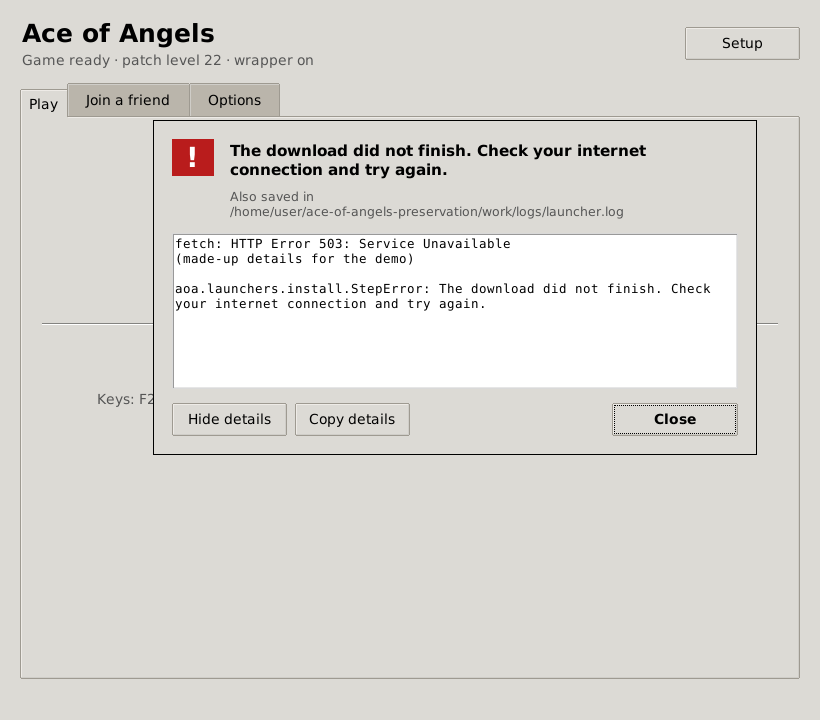 Ace of Angels
Game ready · patch level 22 · wrapper on
Setup
Play
Join a friend
Options
!
The download did not finish. Check your internet
connection and try again.
Also saved in
/home/user/ace-of-angels-preservation/work/logs/launcher.log
fetch: HTTP Error 503: Service Unavailable
(made-up details for the demo)
aoa.launchers.install.StepError: The download did not finish. Check
your internet connection and try again.
Keys: F2
Hide details
Copy details
Close